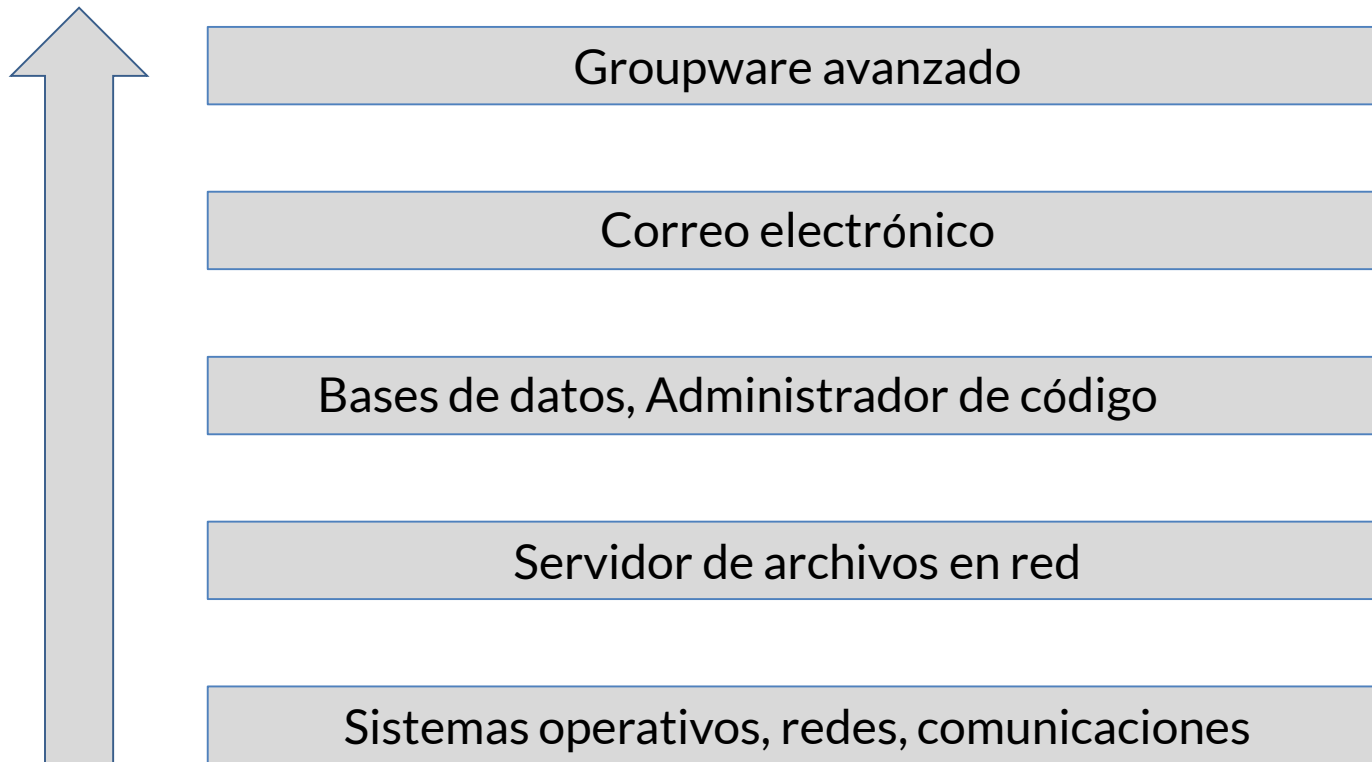 Groupware avanzado
Correo electrónico
Bases de datos, Administrador de código
Servidor de archivos en red
Sistemas operativos, redes, comunicaciones